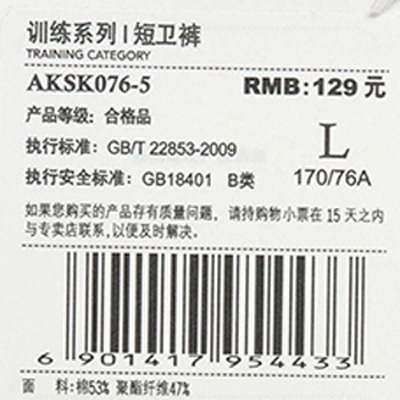 训练系列 | 短卫裤
TRAINING CATEGORY
AKSK076-5 RMB:129 元
产品等级: 合格品
执行标准: GB/T 22853-2009 L
执行安全标准: GB18401 B类 170/76A
如果您购买的产品存有质量问题，请持购物小票在 15 天之内
与专卖店联系,以便及时解决。
6 901417 954433
面 料:棉53% 聚酯纤维47%